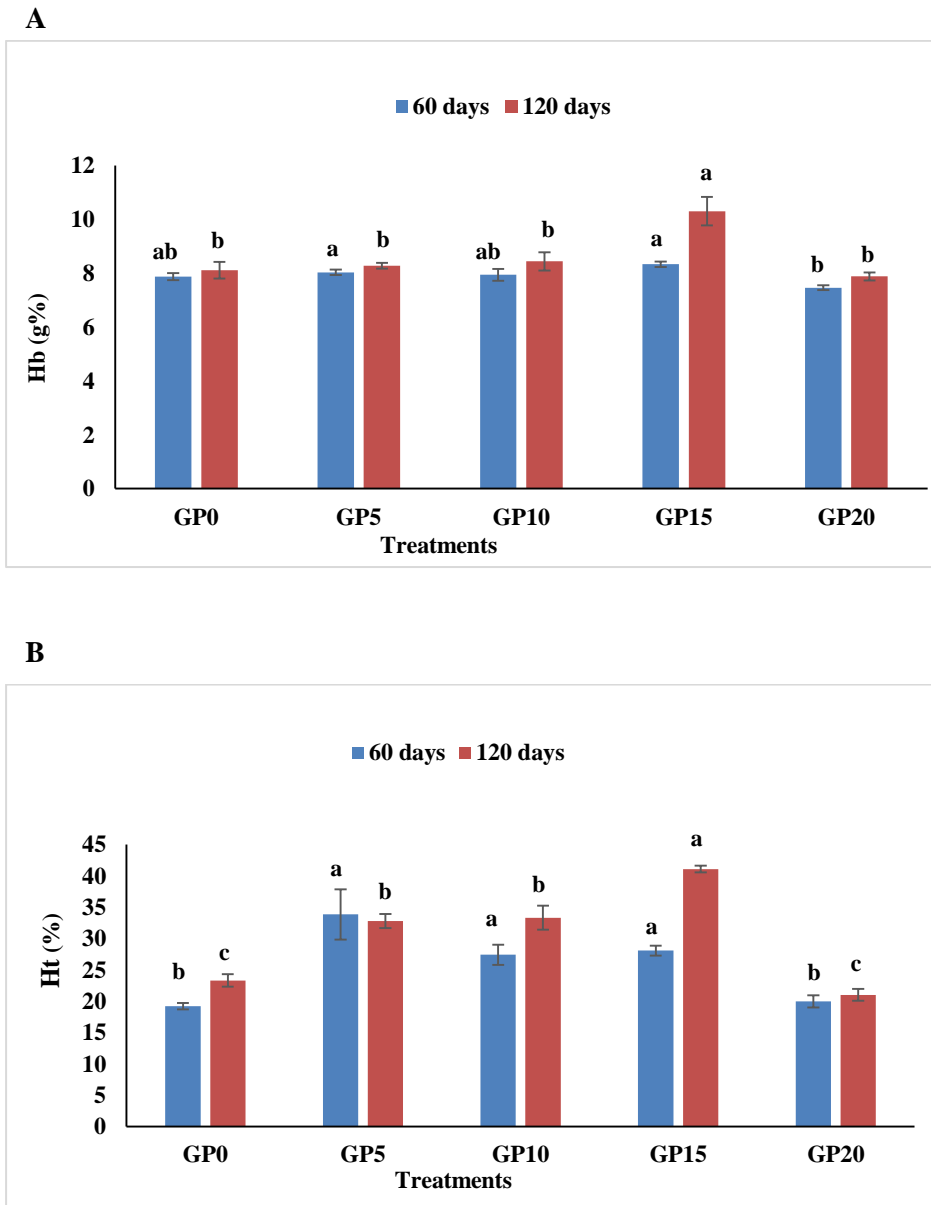 A
60 days 120 days
12
10
8
6
4
2
0
Hb (g%)
ab b a b ab b a a b b
GP0 GP5 GP10 GP15 GP20
Treatments
B
60 days 120 days
45
40
35
30
25
20
15
10
5
0
Ht (%)
b c a b a b a a b c
GP0 GP5 GP10 GP15 GP20
Treatments